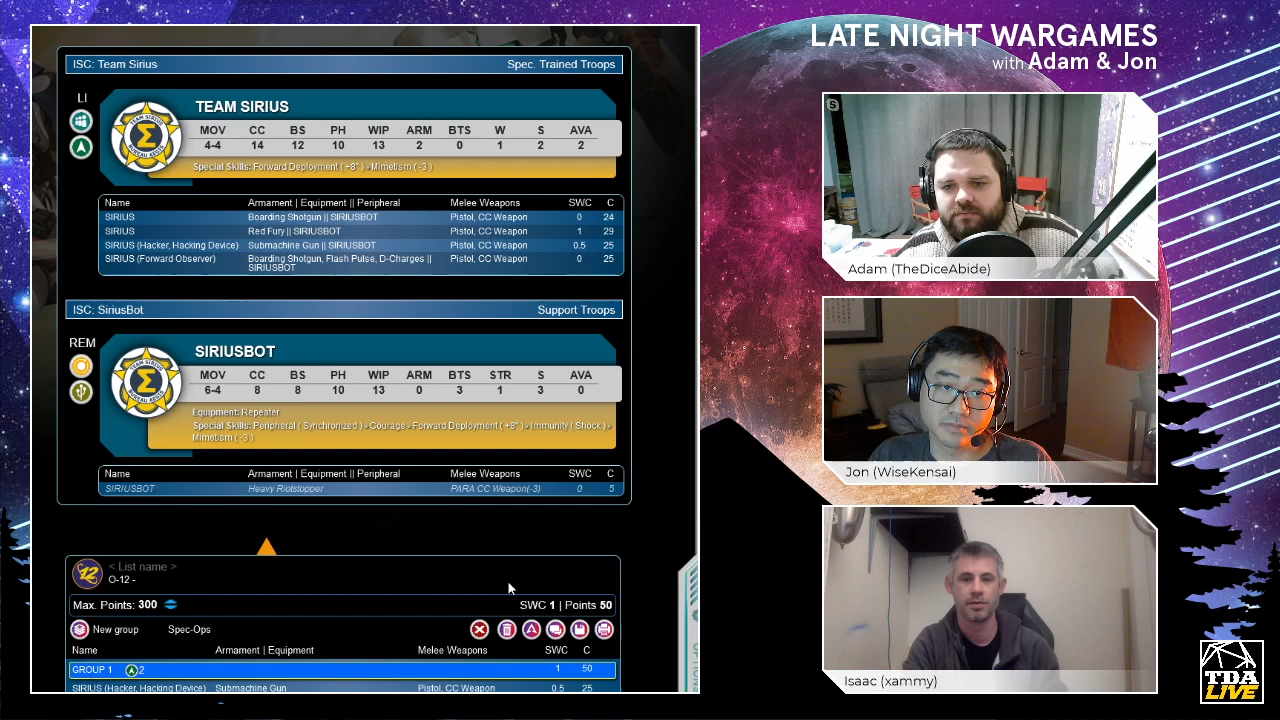 LATE NIGHT WARGAMES
with Adam & Jon
ISC: Team Sirius Spec. Trained Troops
LI
TEAM SIRIUS
MOV CC BS PH WIP ARM BTS W S AVA
4-4 14 12 10 13 2 0 1 2 2
Special Skills: Forward Deployment ( +8" ) • Mimetism ( -3 )
Name Armament | Equipment || Peripheral Melee Weapons SWC C
SIRIUS Boarding Shotgun || SIRIUSBOT Pistol, CC Weapon 0 24
SIRIUS Red Fury || SIRIUSBOT Pistol, CC Weapon 1 29
SIRIUS (Hacker, Hacking Device) Submachine Gun || SIRIUSBOT Pistol, CC Weapon 0.5 25
SIRIUS (Forward Observer) Boarding Shotgun, Flash Pulse, D-Charges || Pistol, CC Weapon 0 25
SIRIUSBOT
ISC: SiriusBot Support Troops
REM
SIRIUSBOT
MOV CC BS PH WIP ARM BTS STR S AVA
6-4 8 8 10 13 0 3 1 3 0
Equipment: Repeater
Special Skills: Peripheral ( Synchronized ) • Courage • Forward Deployment ( +8" ) • Immunity ( Shock ) •
Mimetism ( -3 )
Name Armament | Equipment || Peripheral Melee Weapons SWC C
SIRIUSBOT Heavy Riotstopper PARA CC Weapon(-3) 0 5
< List name >
O-12 -
Max. Points: 300 SWC 1 | Points 50
New group Spec-Ops
Name Armament | Equipment Melee Weapons SWC C
GROUP 1 2 1 50
SIRIUS (Hacker, Hacking Device) Submachine Gun Pistol, CC Weapon 0.5 25
Adam (TheDiceAbide)
Jon (WiseKensai)
Isaac (xammy)
TDA
LIVE